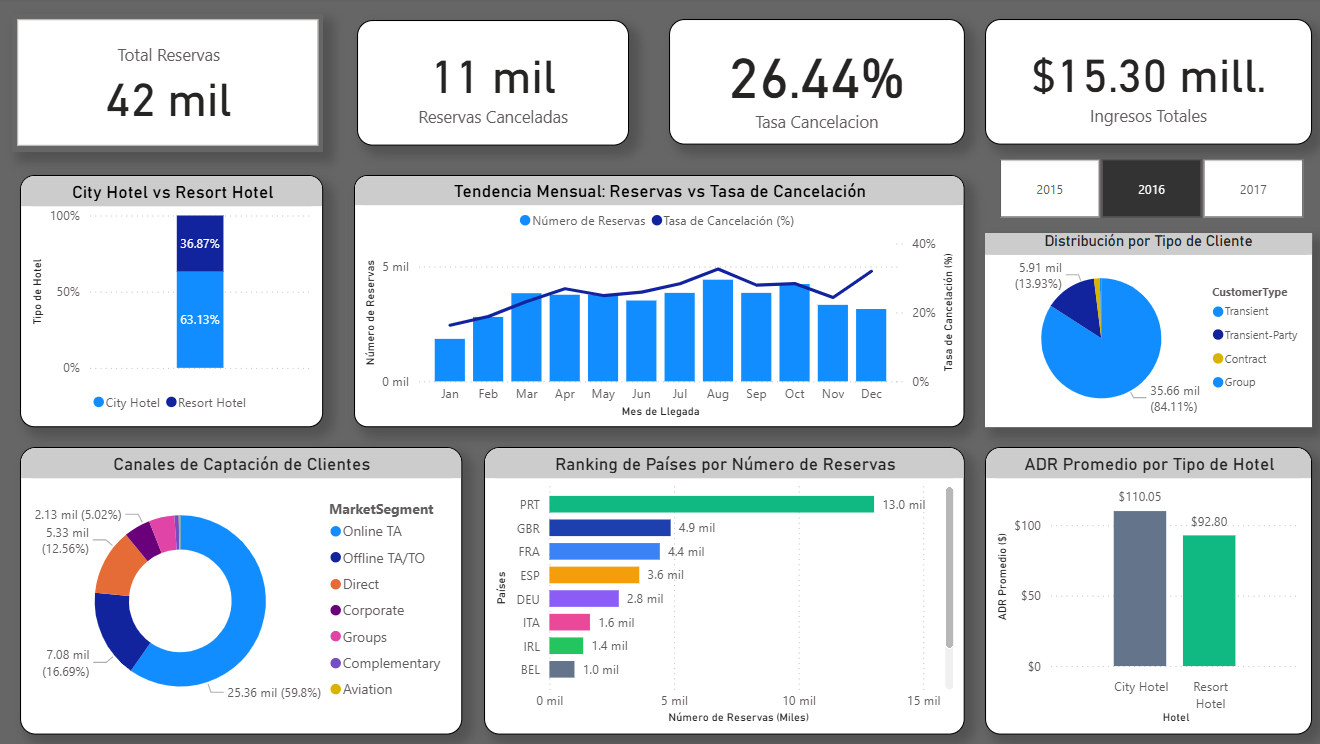 Total Reservas
42 mil
11 mil
Reservas Canceladas
26.44%
Tasa Cancelacion
$15.30 mill.
Ingresos Totales
2015
2016
2017
City Hotel vs Resort Hotel
100%
50%
0%
Tipo de Hotel
36.87%
63.13%
City Hotel
Resort Hotel
Tendencia Mensual: Reservas vs Tasa de Cancelación
Número de Reservas
Tasa de Cancelación (%)
5 mil
0 mil
Número de Reservas
40%
20%
0%
Tasa de Cancelación (%)
Jan Feb Mar Apr May Jun Jul Aug Sep Oct Nov Dec
Mes de Llegada
Distribución por Tipo de Cliente
5.91 mil
(13.93%)
35.66 mil
(84.11%)
CustomerType
Transient
Transient-Party
Contract
Group
Canales de Captación de Clientes
2.13 mil (5.02%)
5.33 mil
(12.56%)
7.08 mil
(16.69%)
25.36 mil (59.8%)
MarketSegment
Online TA
Offline TA/TO
Direct
Corporate
Groups
Complementary
Aviation
Ranking de Países por Número de Reservas
Países
PRT 13.0 mil
GBR 4.9 mil
FRA 4.4 mil
ESP 3.6 mil
DEU 2.8 mil
ITA 1.6 mil
IRL 1.4 mil
BEL 1.0 mil
0 mil 5 mil 10 mil 15 mil
Número de Reservas (Miles)
ADR Promedio por Tipo de Hotel
ADR Promedio ($)
$100
$50
$0
$110.05
$92.80
City Hotel
Resort
Hotel
Hotel